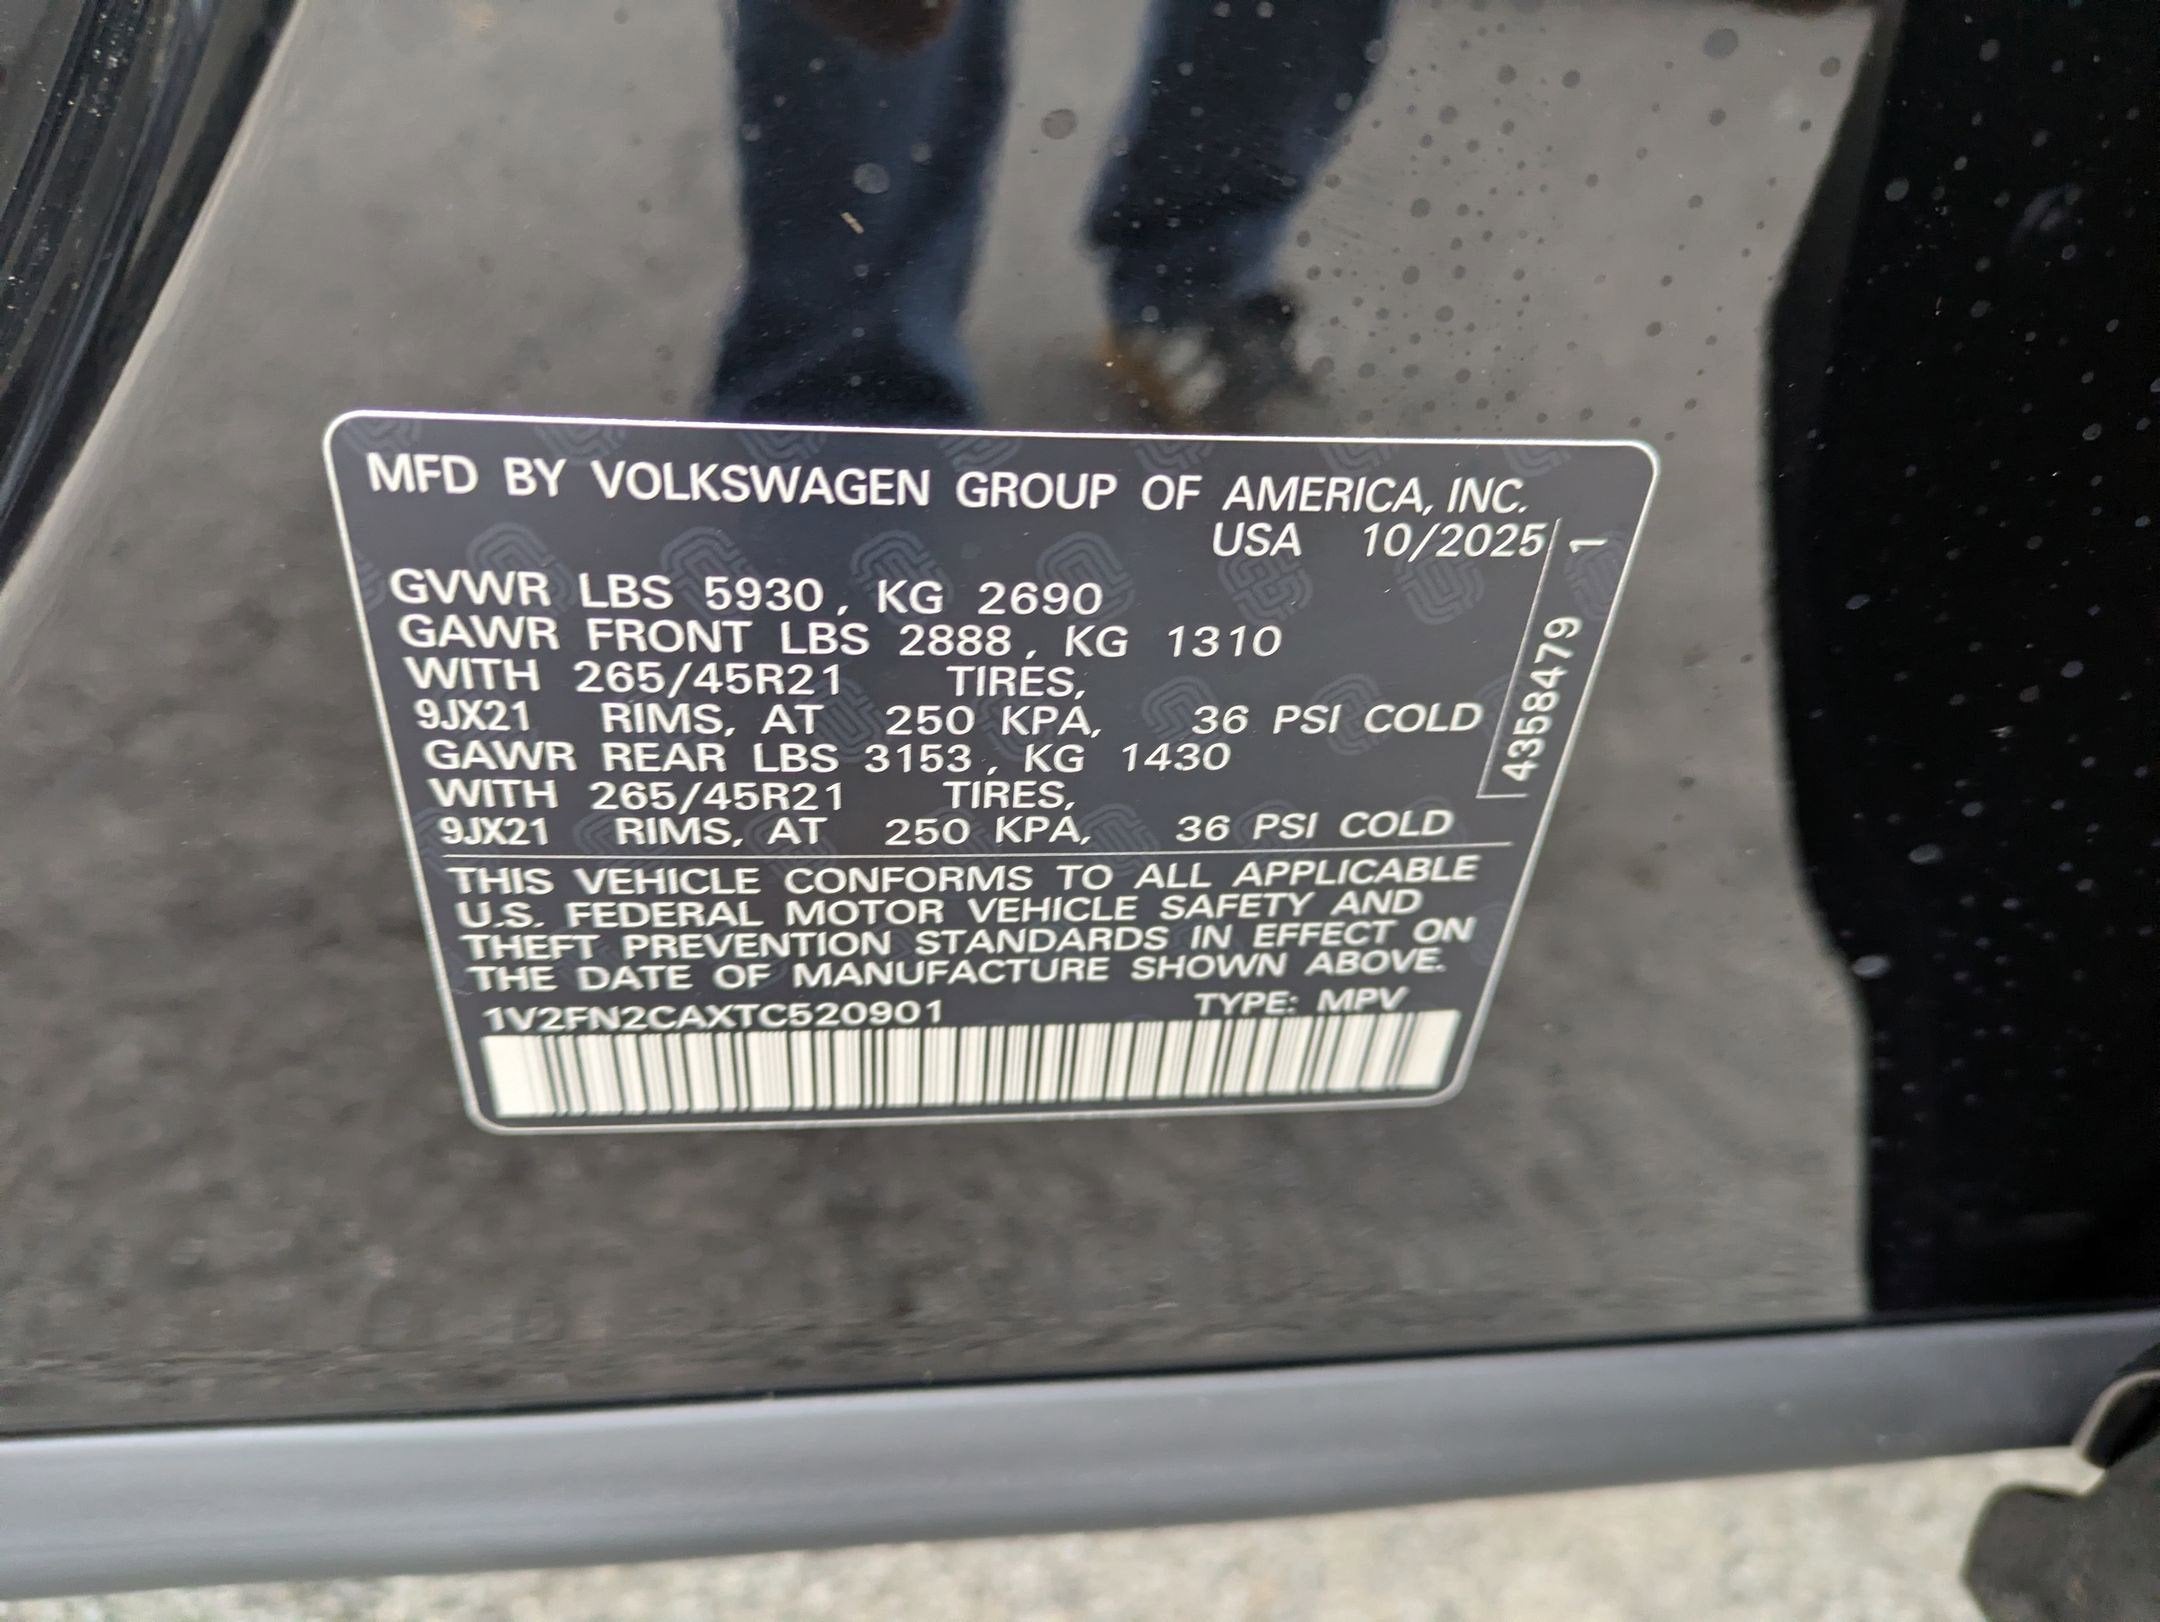 MFD BY VOLKSWAGEN GROUP OF AMERICA, INC.
USA 10/2025
GVWR LBS 5930, KG 2690
GAWR FRONT LBS 2888, KG 1310
WITH 265/45R21 TIRES,
9JX21 RIMS, AT 250 KPA, 36 PSI COLD
GAWR REAR LBS 3153, KG 1430
WITH 265/45R21 TIRES,
9JX21 RIMS, AT 250 KPA, 36 PSI COLD
THIS VEHICLE CONFORMS TO ALL APPLICABLE
U.S. FEDERAL MOTOR VEHICLE SAFETY AND
THEFT PREVENTION STANDARDS IN EFFECT ON
THE DATE OF MANUFACTURE SHOWN ABOVE.
1V2FN2CAXTC520901 TYPE: MPV
4358479 1